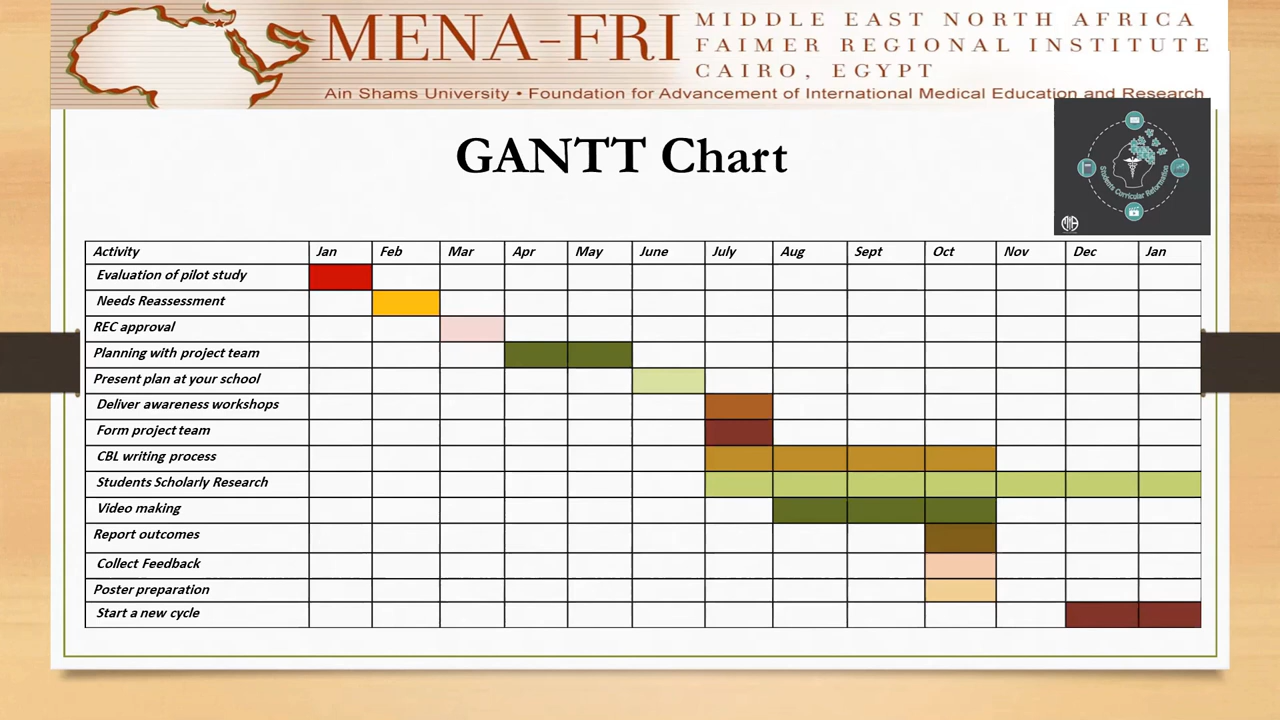 MENA-FRI
MIDDLE EAST NORTH AFRICA
FAIMER REGIONAL INSTITUTE
CAIRO, EGYPT
Ain Shams University • Foundation for Advancement of International Medical Education and Research
GANTT Chart
Students Curricular Reformation
Activity Jan Feb Mar Apr May June July Aug Sept Oct Nov Dec Jan
Evaluation of pilot study
Needs Reassessment
REC approval
Planning with project team
Present plan at your school
Deliver awareness workshops
Form project team
CBL writing process
Students Scholarly Research
Video making
Report outcomes
Collect Feedback
Poster preparation
Start a new cycle